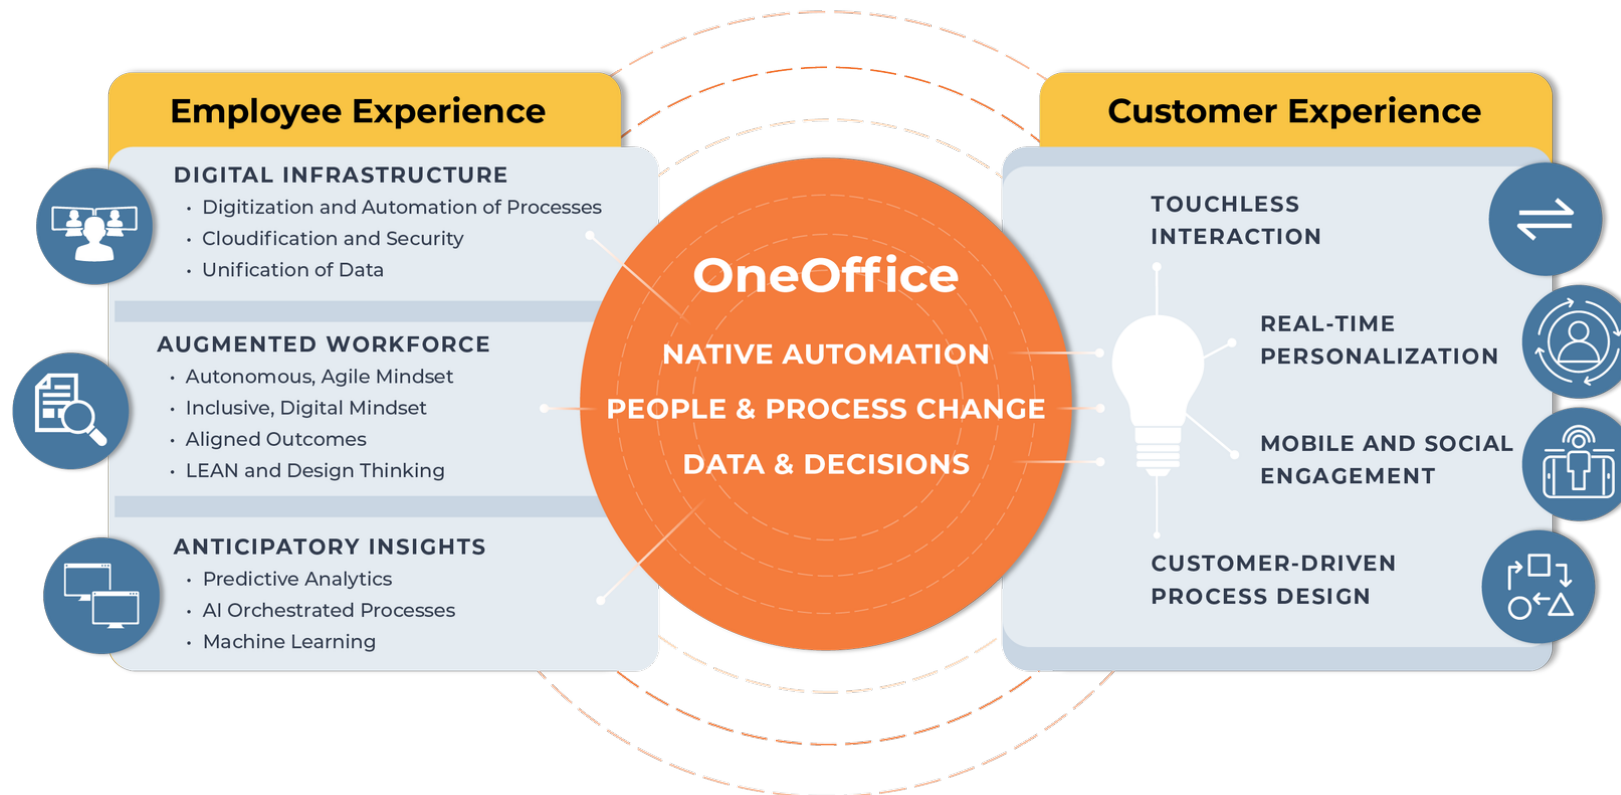 Employee Experience
DIGITAL INFRASTRUCTURE
• Digitization and Automation of Processes
• Cloudification and Security
• Unification of Data
AUGMENTED WORKFORCE
• Autonomous, Agile Mindset
• Inclusive, Digital Mindset
• Aligned Outcomes
• LEAN and Design Thinking
ANTICIPATORY INSIGHTS
• Predictive Analytics
• AI Orchestrated Processes
• Machine Learning
OneOffice
NATIVE AUTOMATION
PEOPLE & PROCESS CHANGE
DATA & DECISIONS
Customer Experience
TOUCHLESS
INTERACTION
REAL-TIME
PERSONALIZATION
MOBILE AND SOCIAL
ENGAGEMENT
CUSTOMER-DRIVEN
PROCESS DESIGN